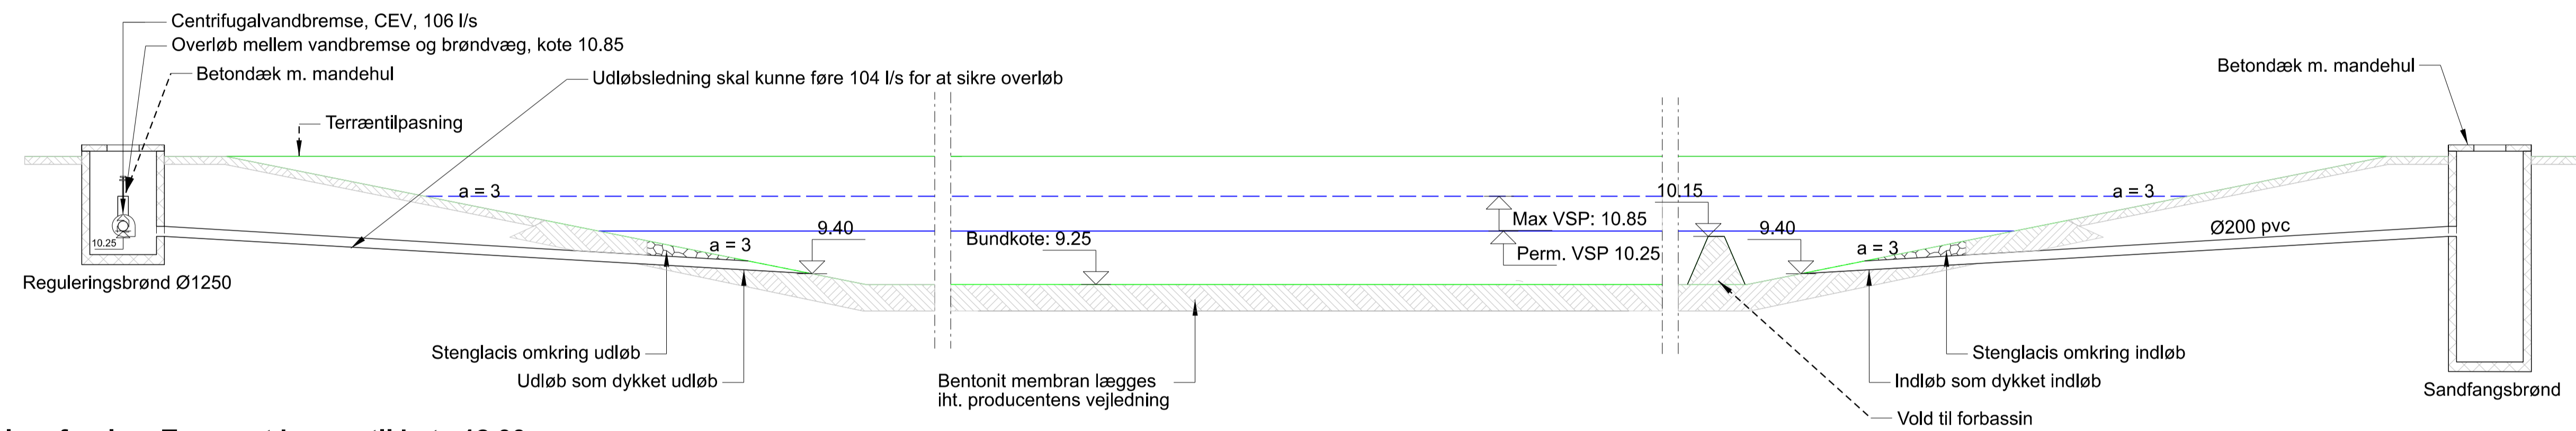 Centrifugalvandbremse, CEV, 106 l/s
Overløb mellem vandbremse og brøndvæg, kote 10.85
Betondæk m. mandehul
Udløbsledning skal kunne føre 104 l/s for at sikre overløb
Betondæk m. mandehul
Terræntilpasning
a = 3
10.15
a = 3
Max VSP: 10.85
9.40
Bundkote: 9.25
9.40
Ø200 pvc
10.25
a = 3
Perm. VSP 10.25
a = 3
Reguleringsbrønd Ø1250
Stenglacis omkring udløb
Stenglacis omkring indløb
Udløb som dykket udløb
Bentonit membran lægges
iht. producentens vejledning
Indløb som dykket indløb
Sandfangsbrønd
Vold til forbassin